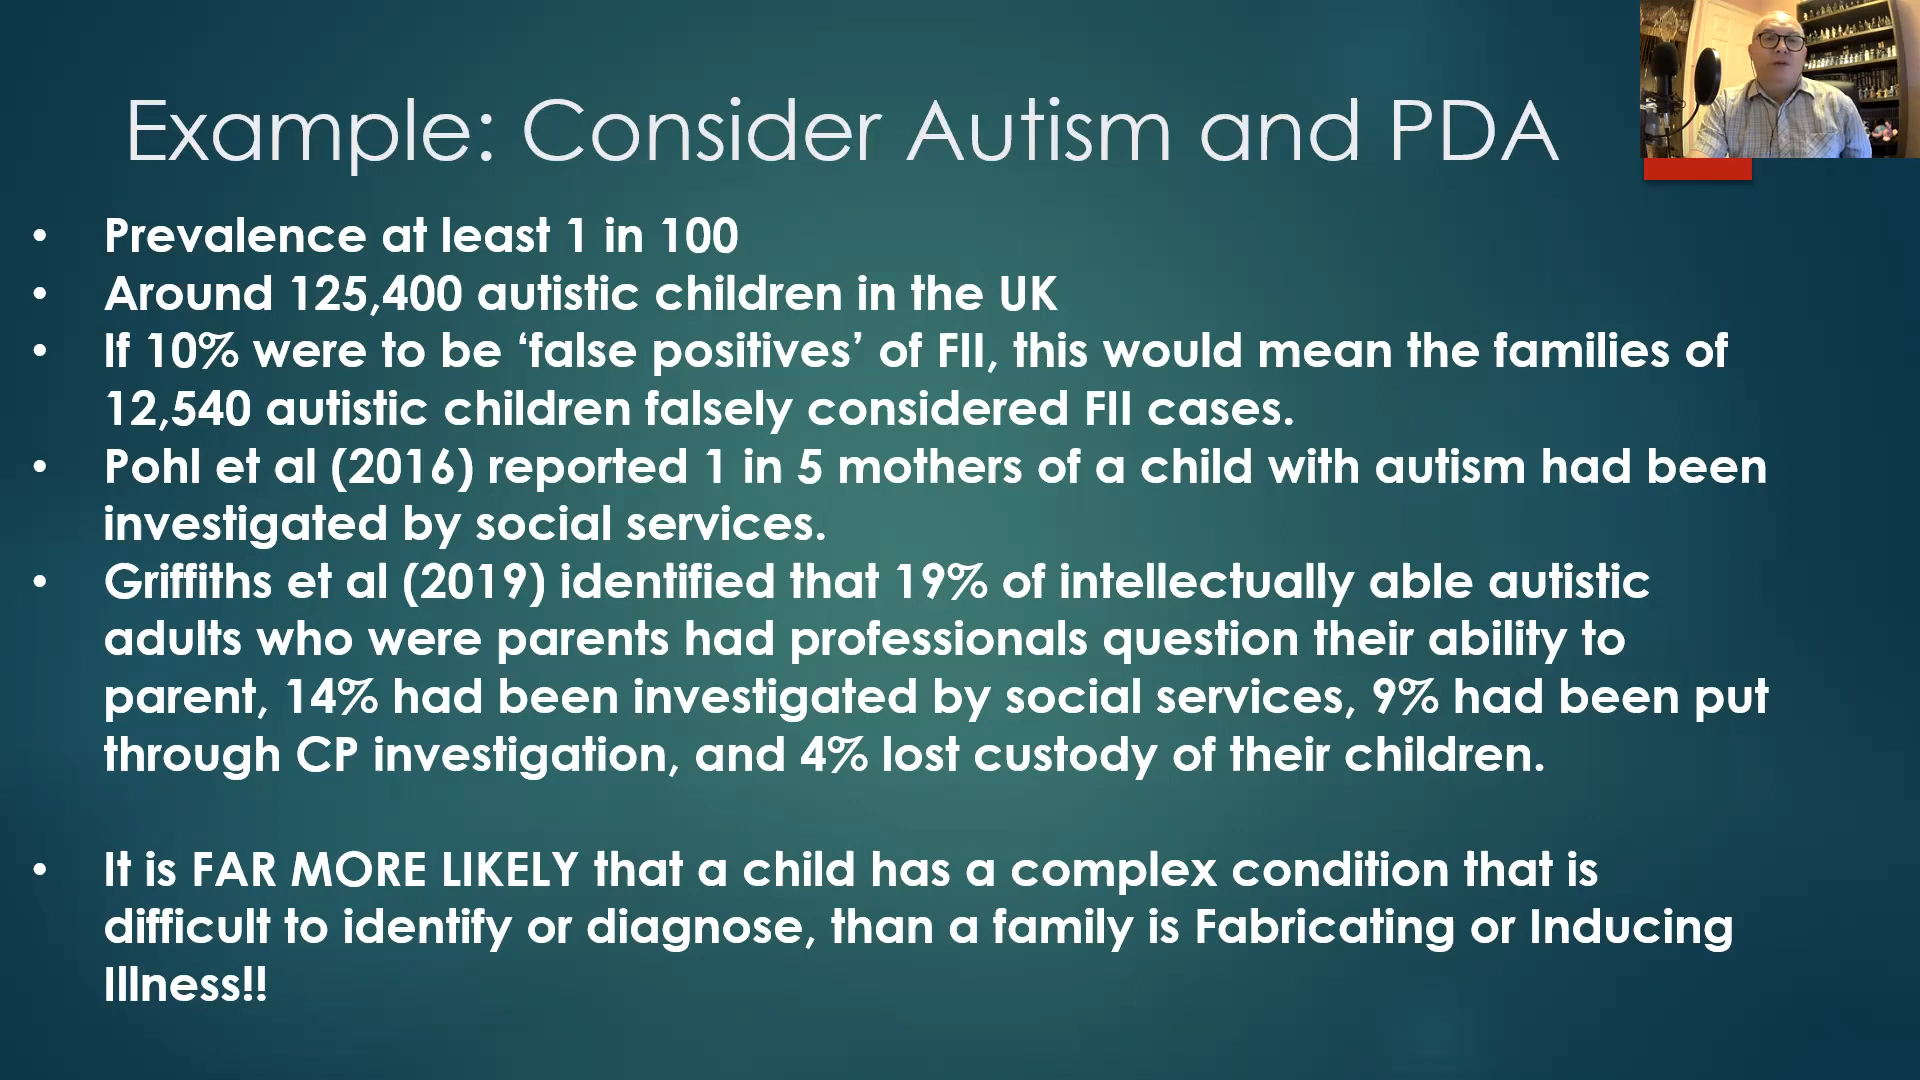 Example: Consider Autism and PDA
• Prevalence at least 1 in 100
• Around 125,400 autistic children in the UK
• If 10% were to be ‘false positives’ of FII, this would mean the families of
12,540 autistic children falsely considered FII cases.
• Pohl et al (2016) reported 1 in 5 mothers of a child with autism had been
investigated by social services.
• Griffiths et al (2019) identified that 19% of intellectually able autistic
adults who were parents had professionals question their ability to
parent, 14% had been investigated by social services, 9% had been put
through CP investigation, and 4% lost custody of their children.
• It is FAR MORE LIKELY that a child has a complex condition that is
difficult to identify or diagnose, than a family is Fabricating or Inducing
Illness!!